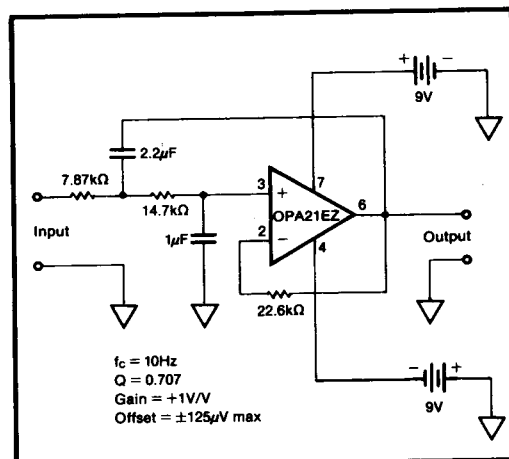 + -
9V
2.2μF
7.87kΩ
14.7kΩ
3 + 7
OPA21EZ 6
2 - 4
Input
1μF
Output
22.6kΩ
fc = 10Hz
Q = 0.707
Gain = +1V/V
Offset = ±125μV max
- +
9V